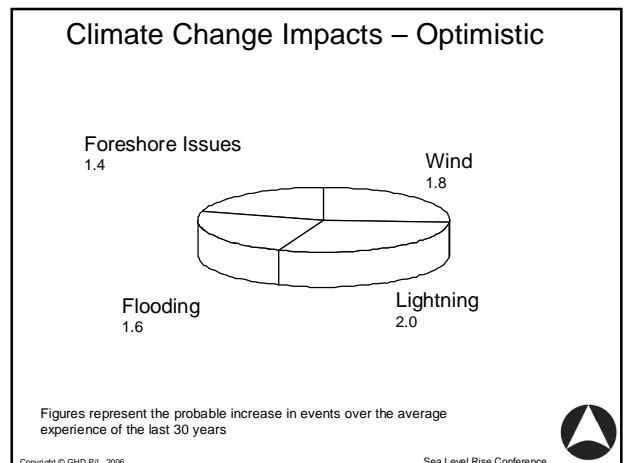 Climate Change Impacts – Optimistic
Foreshore Issues
1.4
Wind
1.8
Flooding
1.6
Lightning
2.0
Figures represent the probable increase in events over the average
experience of the last 30 years
Copyright © GHD P/L 2006
Sea Level Rise Conference